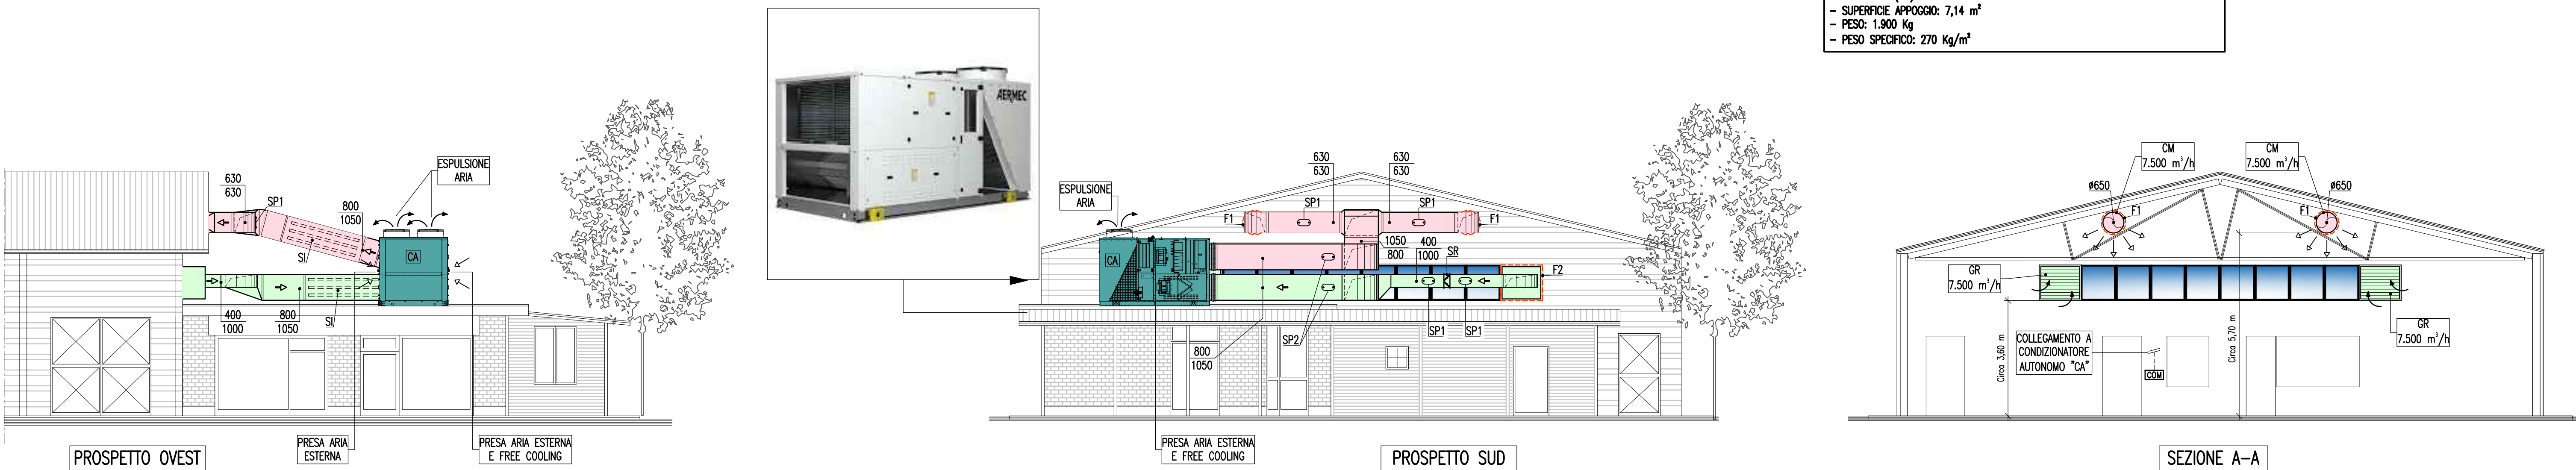 – SUPERFICIE APPOGGIO: 7,14 m²
– PESO: 1.900 Kg
– PESO SPECIFICO: 270 Kg/m²
ESPULSIONE
ARIA
630
630
SP1
800
1050
SI
CA
400
1000
800
1050
SI
PRESA ARIA
ESTERNA
PRESA ARIA ESTERNA
E FREE COOLING
PROSPETTO OVEST
AERMEC
ESPULSIONE
ARIA
630
630
630
630
F1
SP1
SP1
F1
CA
1050
800
400
1000
SR
F2
SP1
SP1
SP2
800
1050
PRESA ARIA ESTERNA
E FREE COOLING
PROSPETTO SUD
CM
7.500 m³/h
CM
7.500 m³/h
ø650
F1
ø650
F1
GR
7.500 m³/h
GR
7.500 m³/h
Circa 3,60 m
COLLEGAMENTO A
CONDIZIONATORE
AUTONOMO "CA"
COM
Circa 5,70 m
SEZIONE A–A